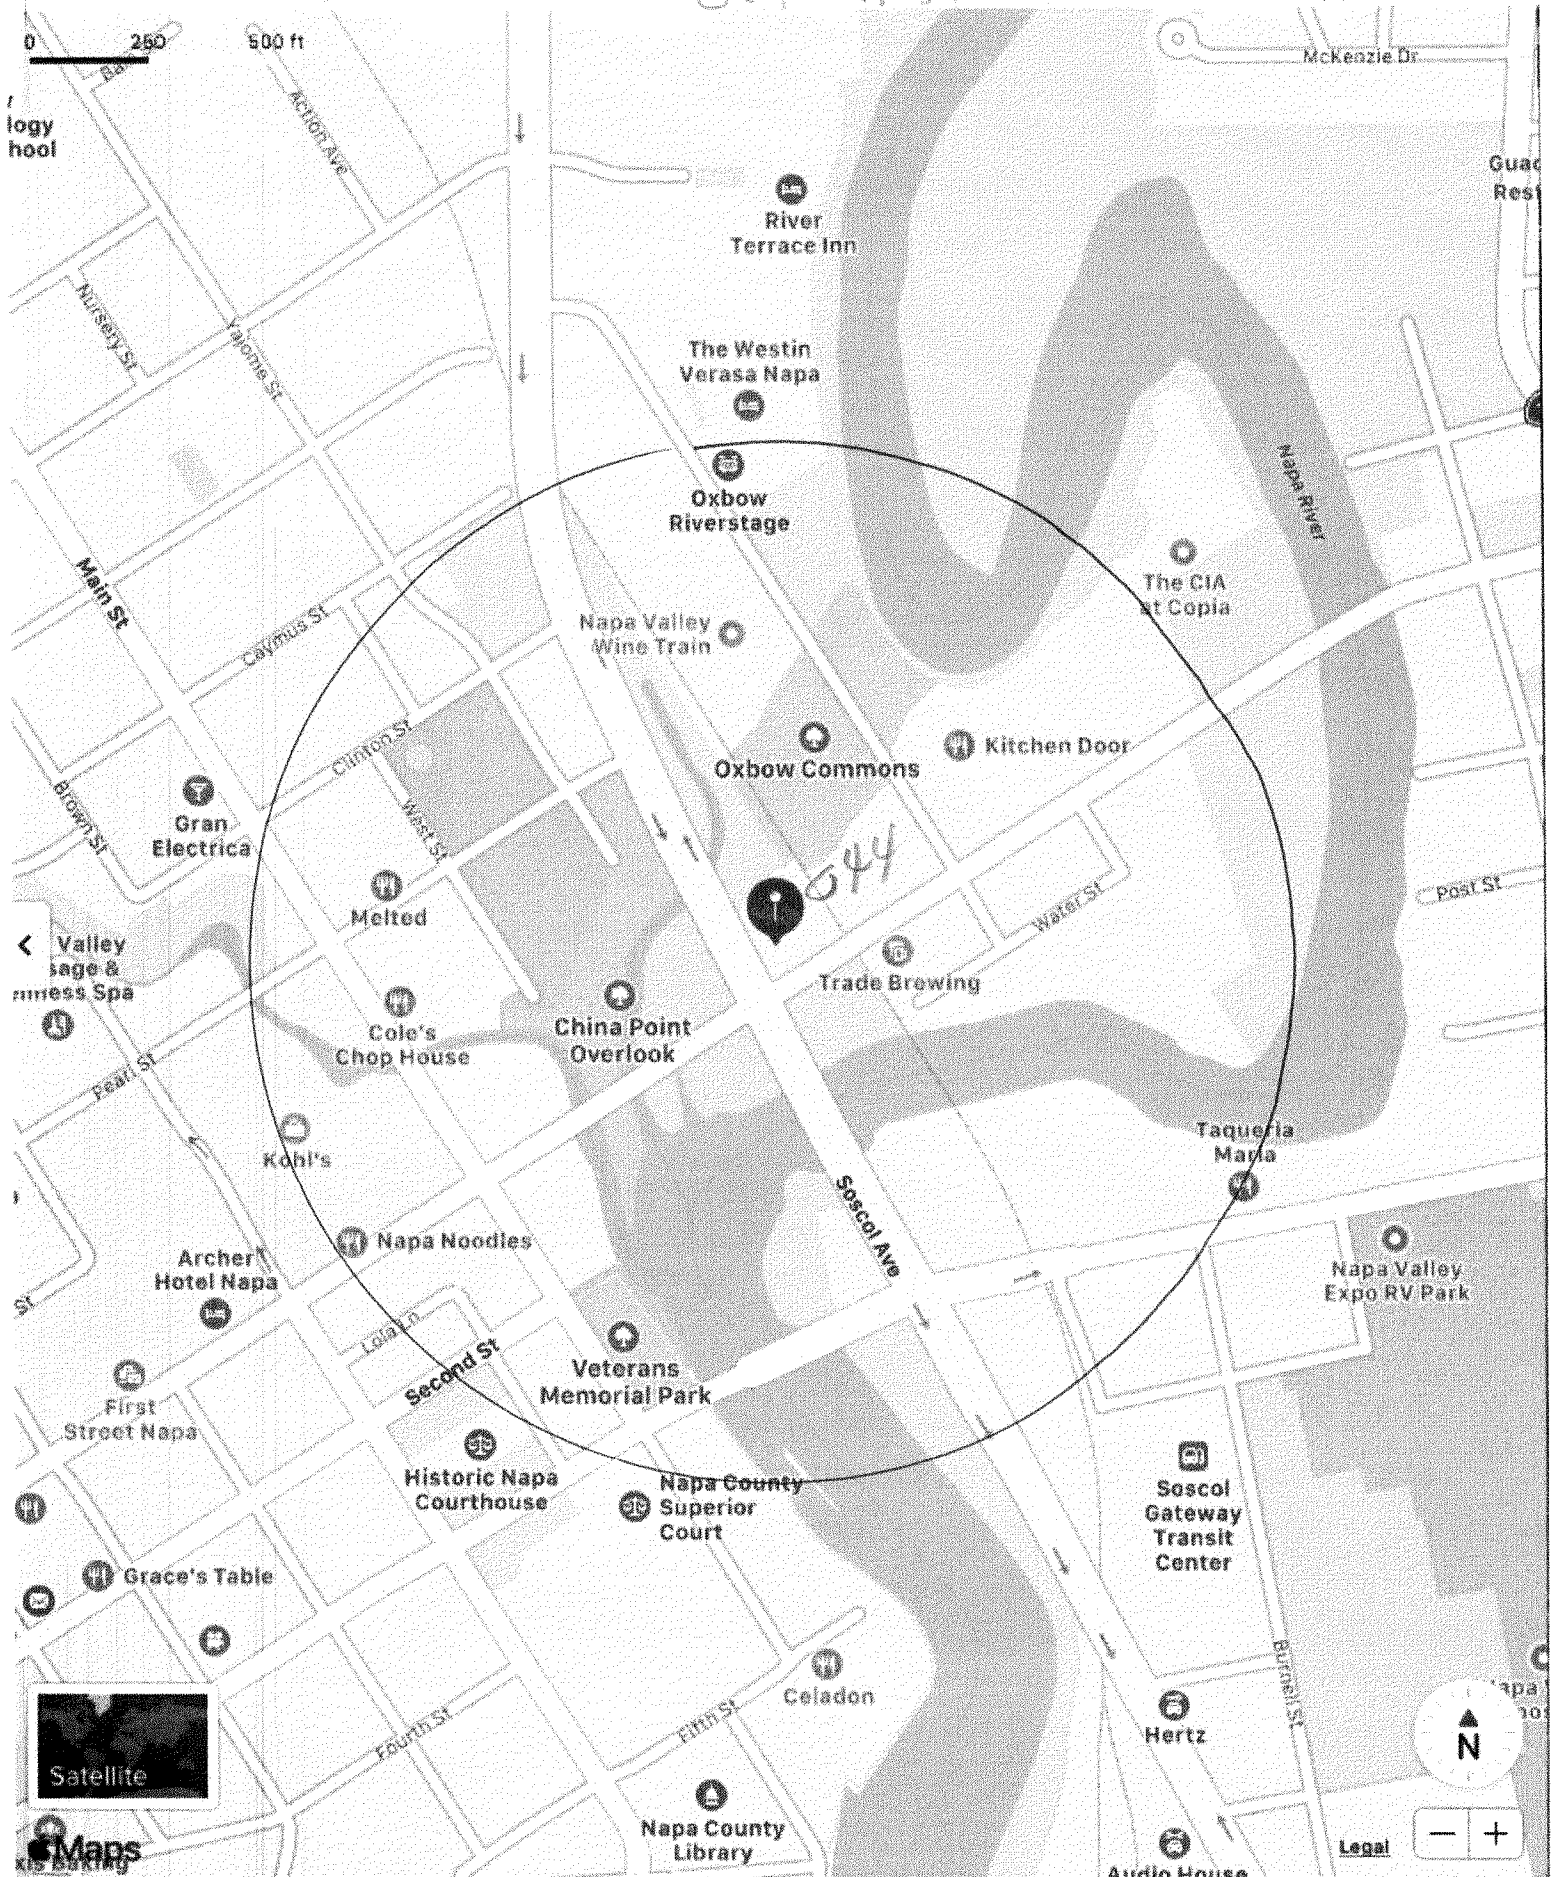 0 250 500 ft
McKenzie Dr
Action Ave
logy
hool
River
Terrace Inn
Nursery St
Yajome St
The Westin
Verasa Napa
Oxbow
Riverstage
Napa River
Main St
Caymus St
Napa Valley
Wine Train
The CIA
at Copia
Clinton St
Oxbow Commons
Kitchen Door
Brown St
Gran
Electrica
West St
Melted
644
Post St
Water St
Valley
sage &
Trade Brewing
China Point
Overlook
Cole's
Chop House
Pearl St
Kohl's
Taqueria
Maria
Soscol Ave
Napa Noodles
Archer
Hotel Napa
St
Napa Valley
Expo RV Park
Lola Ln
Second St
Veterans
Memorial Park
First
Street Napa
Historic Napa
Courthouse
Napa County
Superior
Court
Soscol
Gateway
Transit
Center
Grace's Table
Burnell St
Celadon
Fifth St
Fourth St
Hertz
N
Satellite
Napa County
Library
Maps
Legal
Audio House